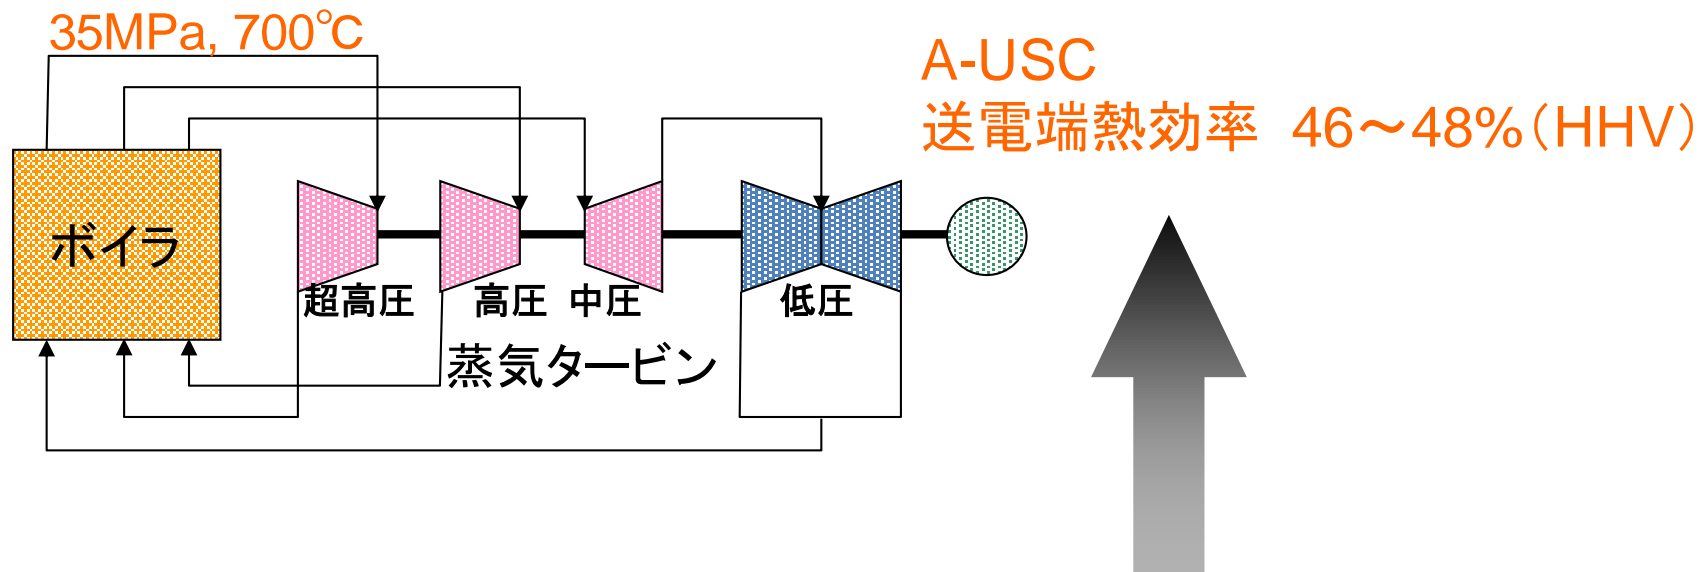 35MPa, 700℃
A-USC
送電端熱効率 46～48%（HHV）
ボイラ
超高圧 高圧 中圧 低圧
蒸気タービン